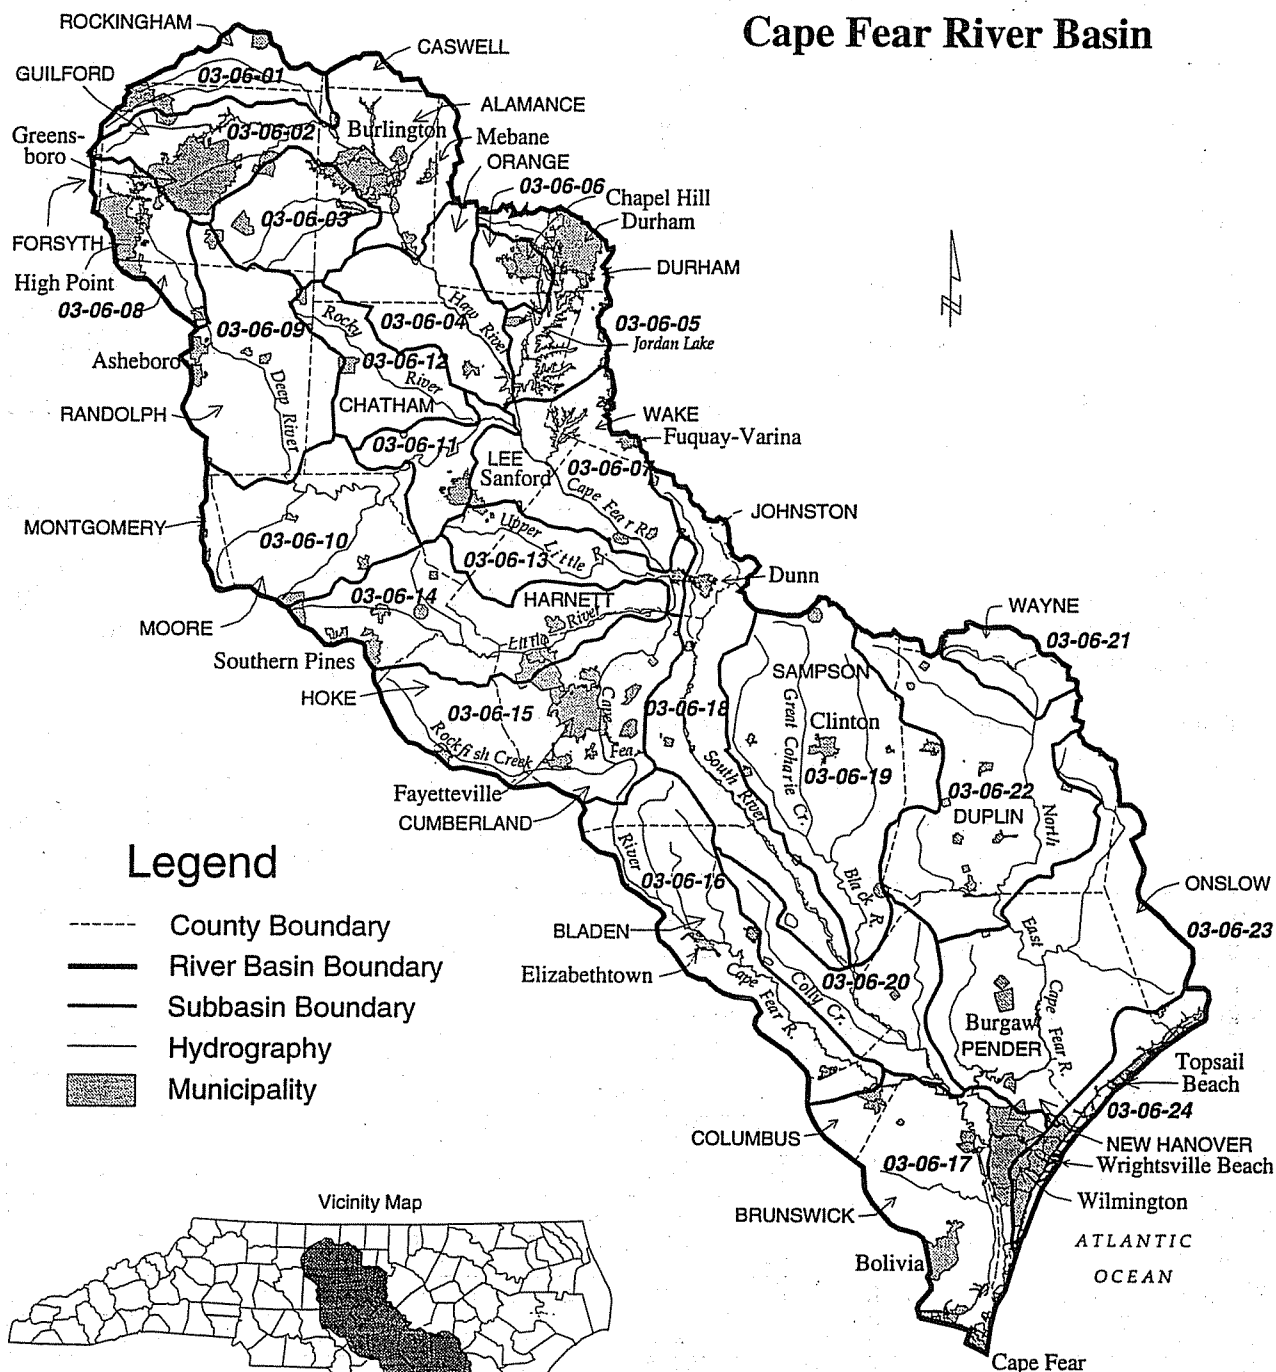 Cape Fear River Basin
ROCKINGHAM
CASWELL
GUILFORD
03-06-01
ALAMANCE
Greens-
boro
03-06-02
Burlington
Mebane
ORANGE
03-06-06
Chapel Hill
Durham
03-06-03
FORSYTH
DURHAM
High Point
03-06-08
03-06-09
Rocky
River
03-06-04
Haw River
03-06-05
Jordan Lake
Asheboro
03-06-12
Deep River
RANDOLPH
CHATHAM
WAKE
Fuquay-Varina
03-06-11
LEE
Sanford
03-06-07
Cape Fear R.
MONTGOMERY
JOHNSTON
03-06-10
Upper Little
03-06-13
Dunn
03-06-14
HARNETT
Little River
MOORE
WAYNE
03-06-21
Southern Pines
HOKE
SAMPSON
03-06-15
Cape
Fear
03-06-18
Great Coharie Cr.
Clinton
03-06-19
Rockfish Creek
South River
03-06-22
DUPLIN
North
Fayetteville
CUMBERLAND
River
03-06-16
Black R.
ONSLOW
03-06-23
BLADEN
East
Elizabethtown
Cape Fear R.
Colly Cr.
03-06-20
Cape Fear R.
Burgaw
PENDER
Topsail
Beach
03-06-24
COLUMBUS
NEW HANOVER
03-06-17
Wrightsville Beach
Wilmington
BRUNSWICK
ATLANTIC
OCEAN
Bolivia
Cape Fear
Legend
County Boundary
River Basin Boundary
Subbasin Boundary
Hydrography
Municipality
Vicinity Map